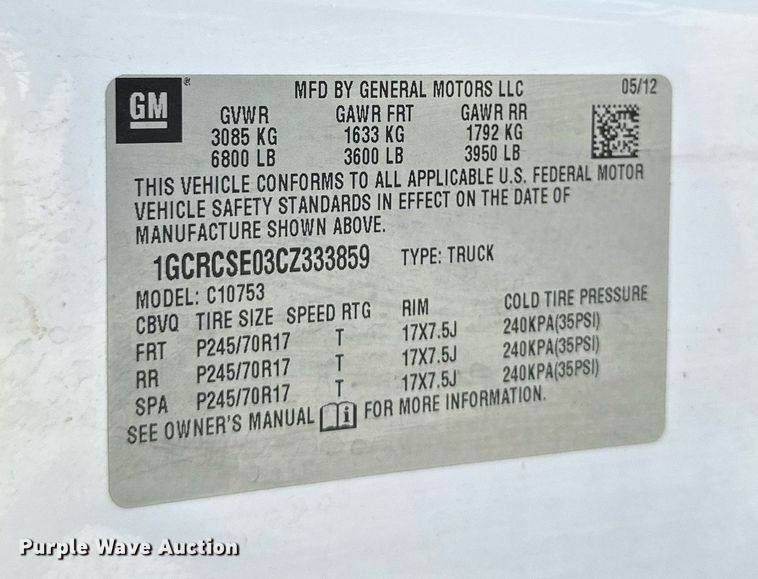 GM
MFD BY GENERAL MOTORS LLC 05/12
GVWR GAWR FRT GAWR RR
3085 KG 1633 KG 1792 KG
6800 LB 3600 LB 3950 LB
THIS VEHICLE CONFORMS TO ALL APPLICABLE U.S. FEDERAL MOTOR
VEHICLE SAFETY STANDARDS IN EFFECT ON THE DATE OF
MANUFACTURE SHOWN ABOVE.
1GCRCSE03CZ333859 TYPE: TRUCK
MODEL: C10753
CBVQ TIRE SIZE SPEED RTG RIM COLD TIRE PRESSURE
FRT P245/70R17 T 17X7.5J 240KPA(35PSI)
RR P245/70R17 T 17X7.5J 240KPA(35PSI)
SPA P245/70R17 T 17X7.5J 240KPA(35PSI)
SEE OWNER'S MANUAL i FOR MORE INFORMATION.
Purple Wave Auction